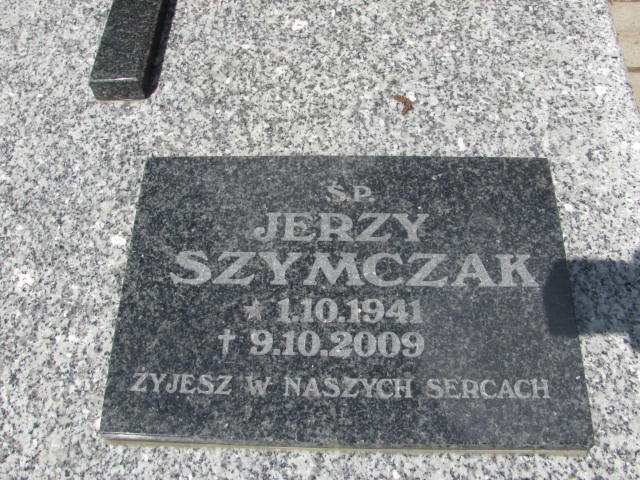 Ś.P.
JERZY
SZYMCZAK
★ 1.10.1941
† 9.10.2009
ŻYJESZ W NASZYCH SERCACH